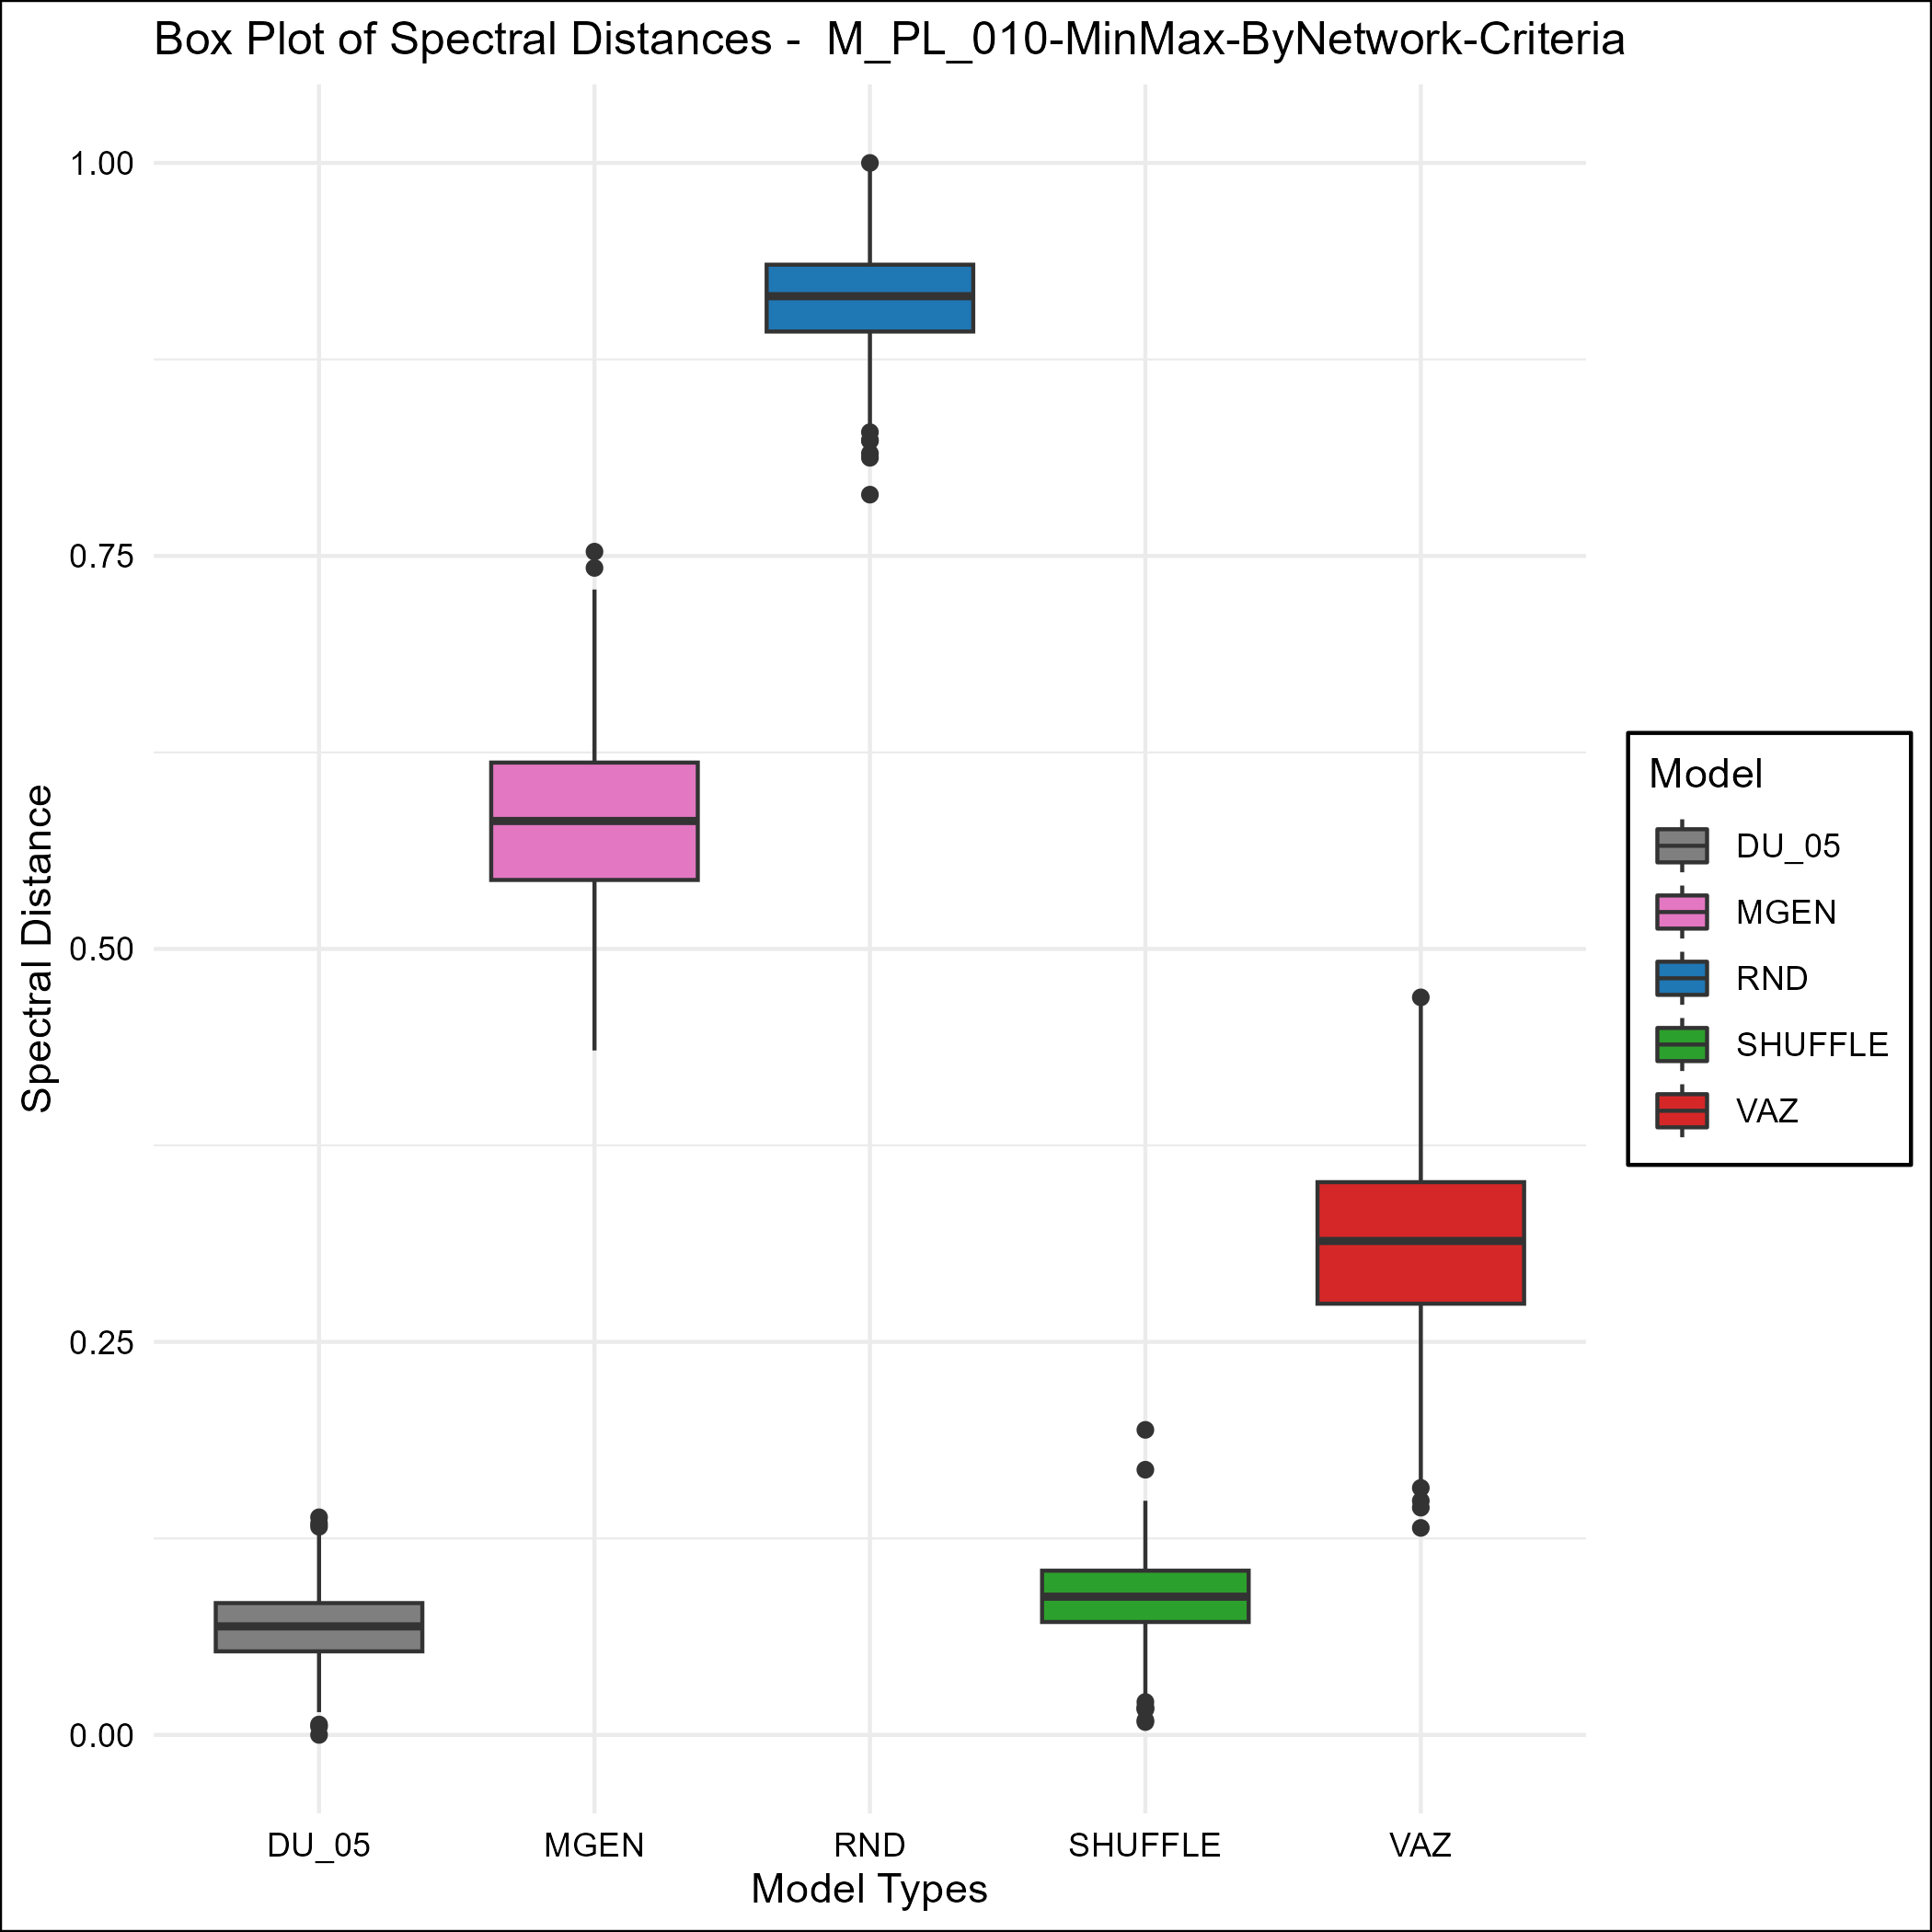 Box Plot of Spectral Distances -  M_PL_010-MinMax-ByNetwork-Criteria
1.00
0.75
0.50
0.25
0.00
Spectral Distance
DU_05
MGEN
RND
SHUFFLE
VAZ
Model Types
Model
DU_05
MGEN
RND
SHUFFLE
VAZ